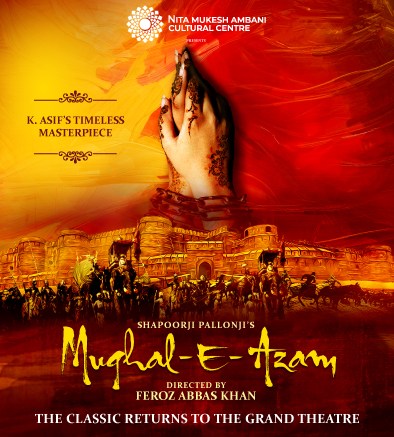 NITA MUKESH AMBANI
CULTURAL CENTRE
PRESENTS
K. ASIF'S TIMELESS
MASTERPIECE
SHAPOORJI PALLONJI'S
Mughal-E-Azam
DIRECTED BY
FEROZ ABBAS KHAN
THE CLASSIC RETURNS TO THE GRAND THEATRE